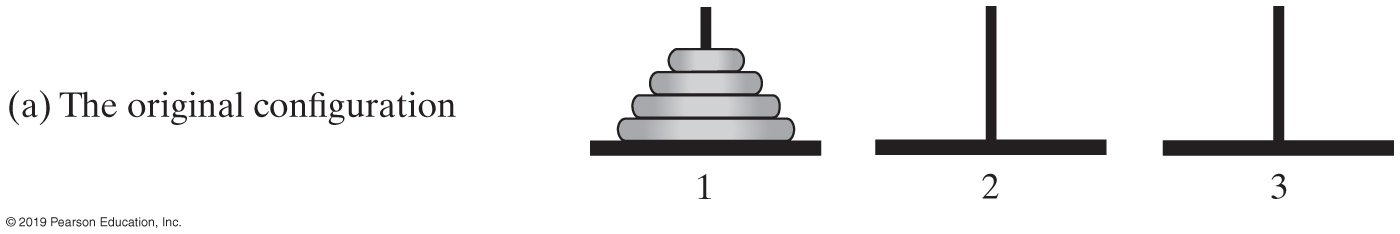 (a) The original configuration
1 2 3
© 2019 Pearson Education, Inc.